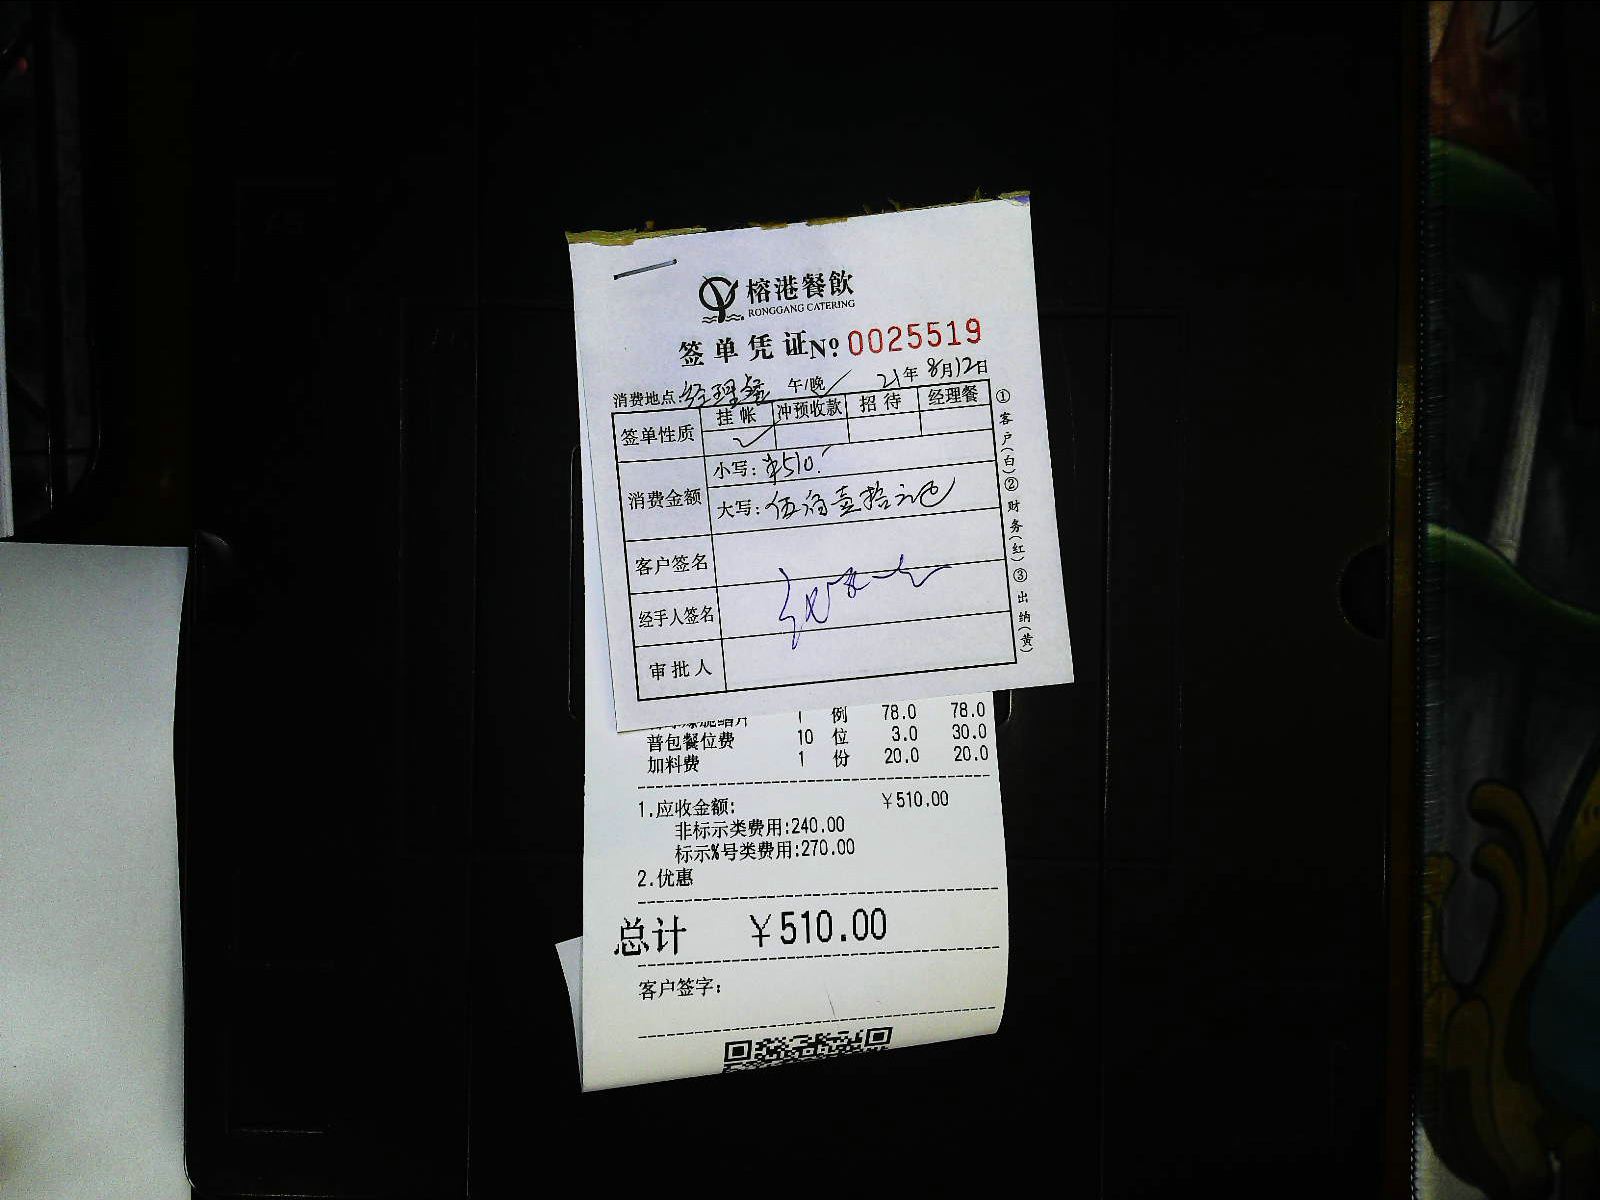 榕港餐飲
RONGGANG CATERING
签单凭证 № 0025519
消费地点: 经理餐 午/晚 21年8月12日
签单性质 挂帐 冲预收款 招待 经理餐
消费金额 小写: ¥510.
大写: 伍佰壹拾元
客户签名
经手人签名
审批人
①客户(白)②财务(红)③出纳(黄)
1 例 78.0 78.0
普包餐位费 10 位 3.0 30.0
加料费 1 份 20.0 20.0
1.应收金额: ¥510.00
非标示类费用:240.00
标示%号类费用:270.00
2.优惠
总计 ¥510.00
客户签字: